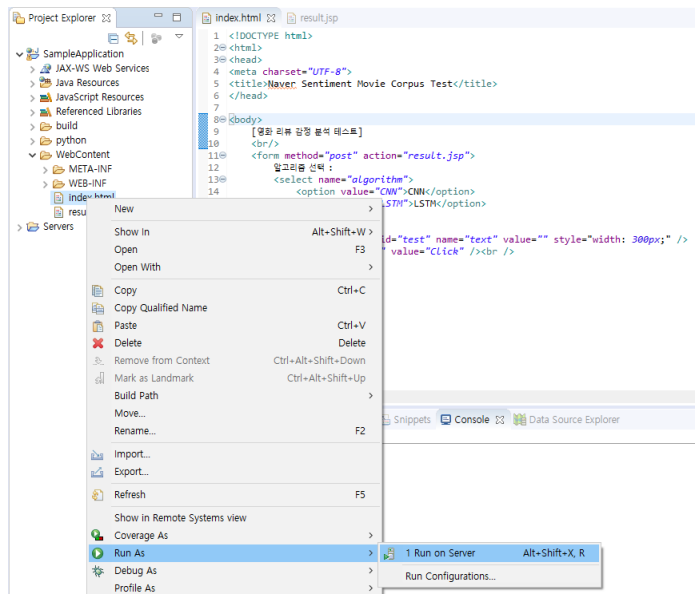 Project Explorer
SampleApplication
JAX-WS Web Services
Java Resources
JavaScript Resources
Referenced Libraries
build
python
WebContent
META-INF
WEB-INF
index.html
resu
Servers
index.html
result.jsp
1 <!DOCTYPE html>
2 <html>
3 <head>
4 <meta charset="UTF-8">
5 <title>Naver Sentiment Movie Corpus Test</title>
6 </head>
7
8 <body>
9 [영화 리뷰 감정 분석 테스트]
10 <br/>
11 <form method="post" action="result.jsp">
12 알고리즘 선택 :
13 <select name="algorithm">
14 <option value="CNN">CNN</option>
LSTM">LSTM</option>
id="test" name="text" value="" style="width: 300px;" />
" value="Click" /><br />
New
Show In Alt+Shift+W
Open F3
Open With
Copy Ctrl+C
Copy Qualified Name
Paste Ctrl+V
Delete Delete
Remove from Context Ctrl+Alt+Shift+Down
Mark as Landmark Ctrl+Alt+Shift+Up
Build Path
Move...
Rename... F2
Import...
Export...
Refresh F5
Show in Remote Systems view
Coverage As
Run As
Debug As
Profile As
1 Run on Server Alt+Shift+X, R
Run Configurations...
Snippets
Console
Data Source Explorer